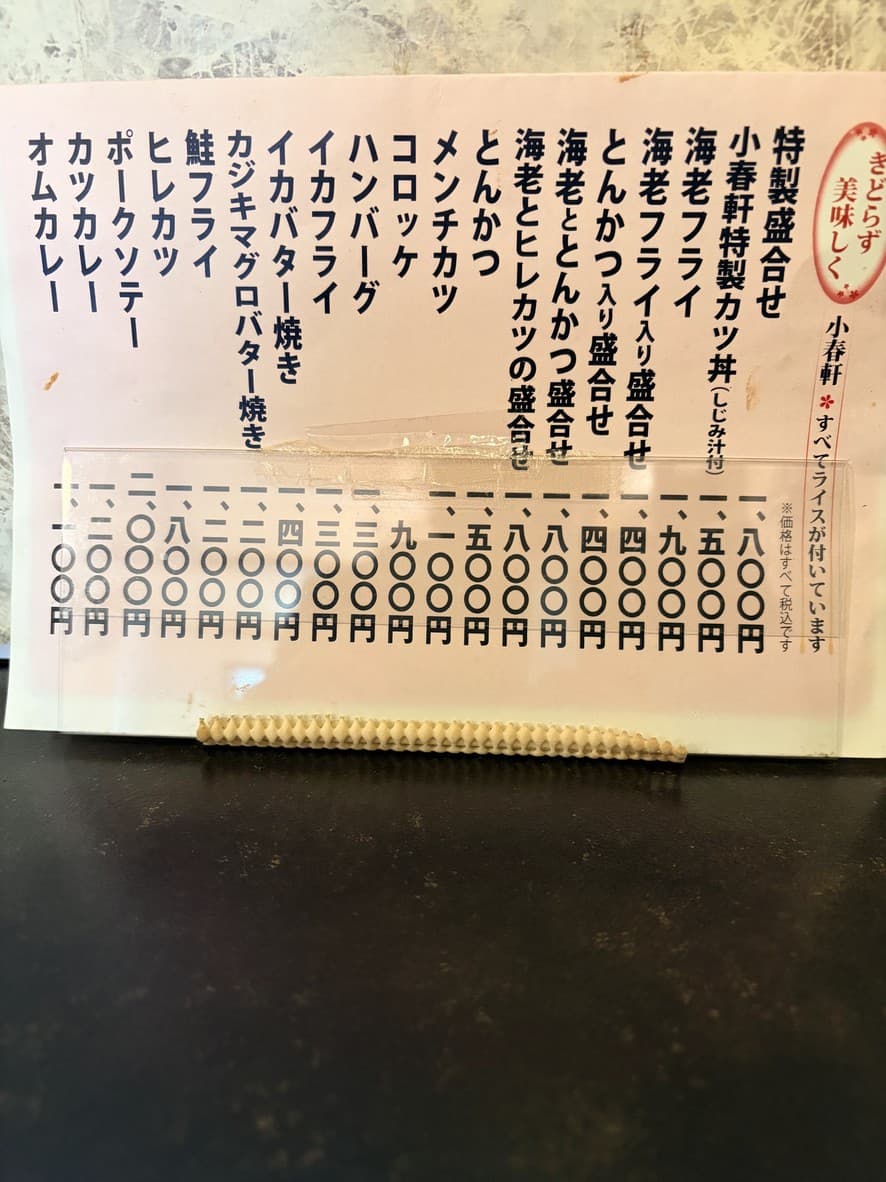 きどらず
美味しく
小春軒 すべてライスが付いています
※価格はすべて税込です
特製盛合せ 一、八〇〇円
小春軒特製カツ丼(しじみ汁付) 一、五〇〇円
海老フライ 一、九〇〇円
海老フライ入り盛合せ 一、四〇〇円
とんかつ入り盛合せ 一、四〇〇円
海老ととんかつ盛合せ 一、八〇〇円
海老とヒレカツの盛合せ 一、八〇〇円
とんかつ 一、五〇〇円
メンチカツ 一、一〇〇円
コロッケ 九〇〇円
ハンバーグ 一、三〇〇円
イカフライ 一、三〇〇円
イカバター焼き 一、四〇〇円
カジキマグロバター焼き 一、二〇〇円
鮭フライ 一、二〇〇円
ヒレカツ 一、八〇〇円
ポークソテー 二、〇〇〇円
カツカレー 一、二〇〇円
オムカレー 一、一〇〇円